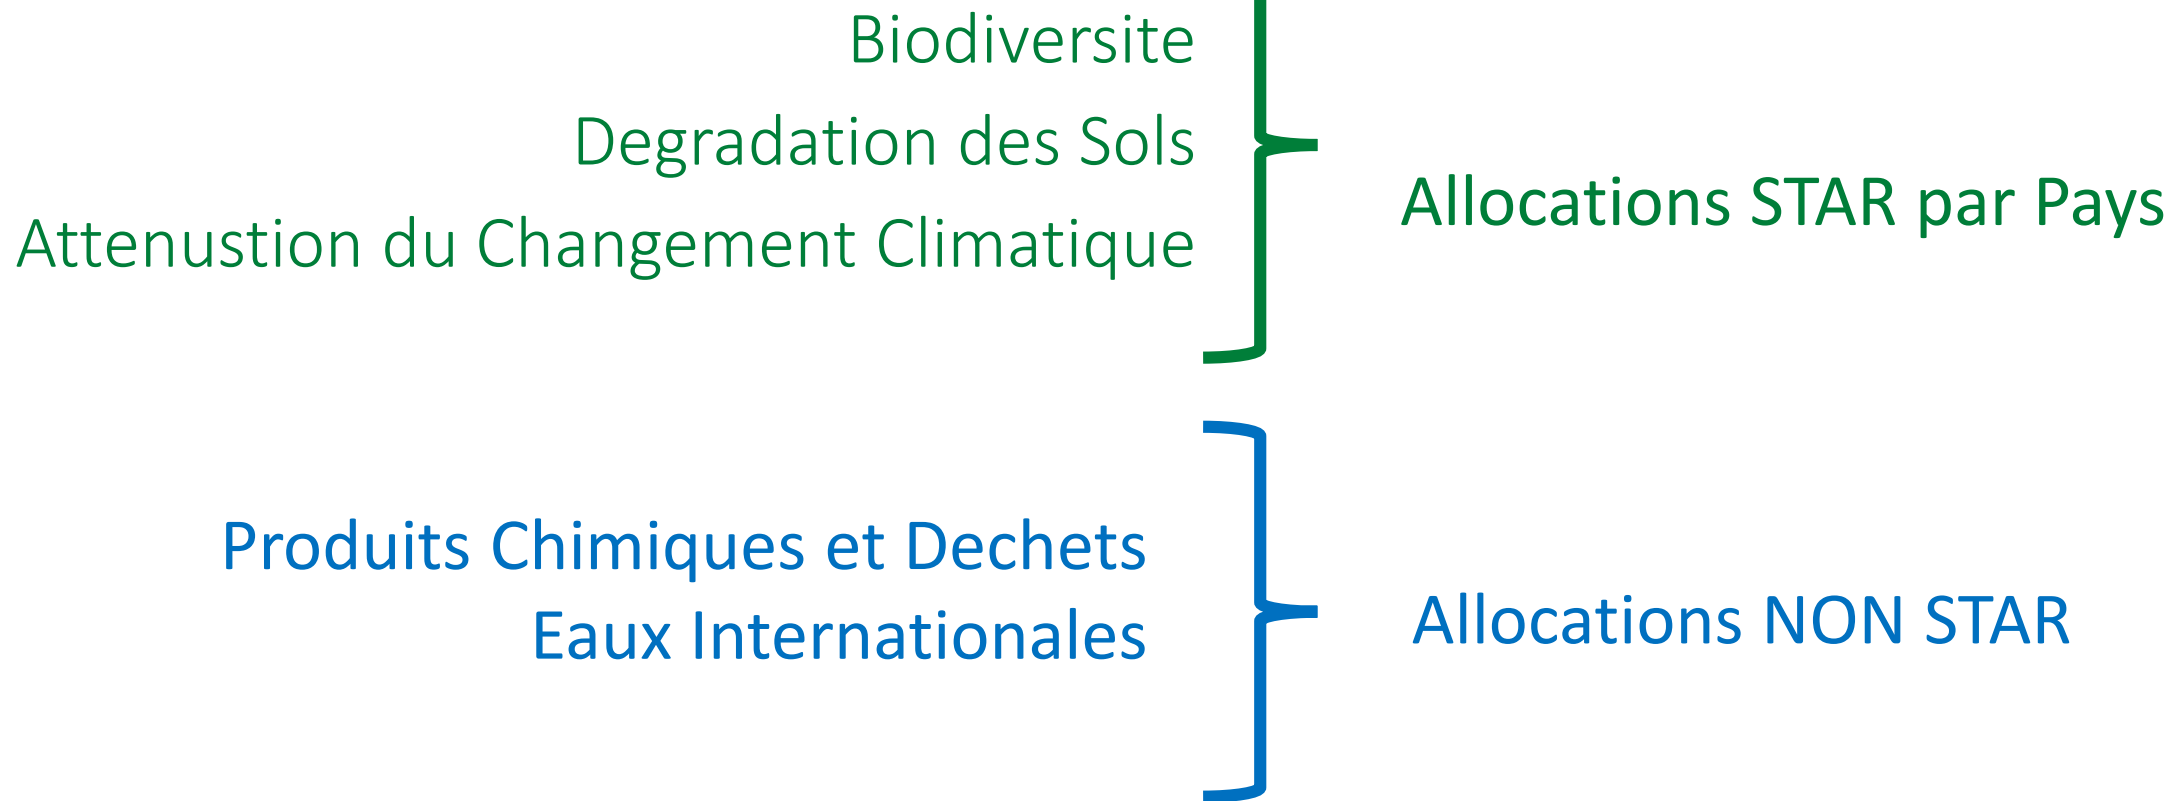 Biodiversite
Degradation des Sols
Attenustion du Changement Climatique
Allocations STAR par Pays
Produits Chimiques et Dechets
Eaux Internationales
Allocations NON STAR